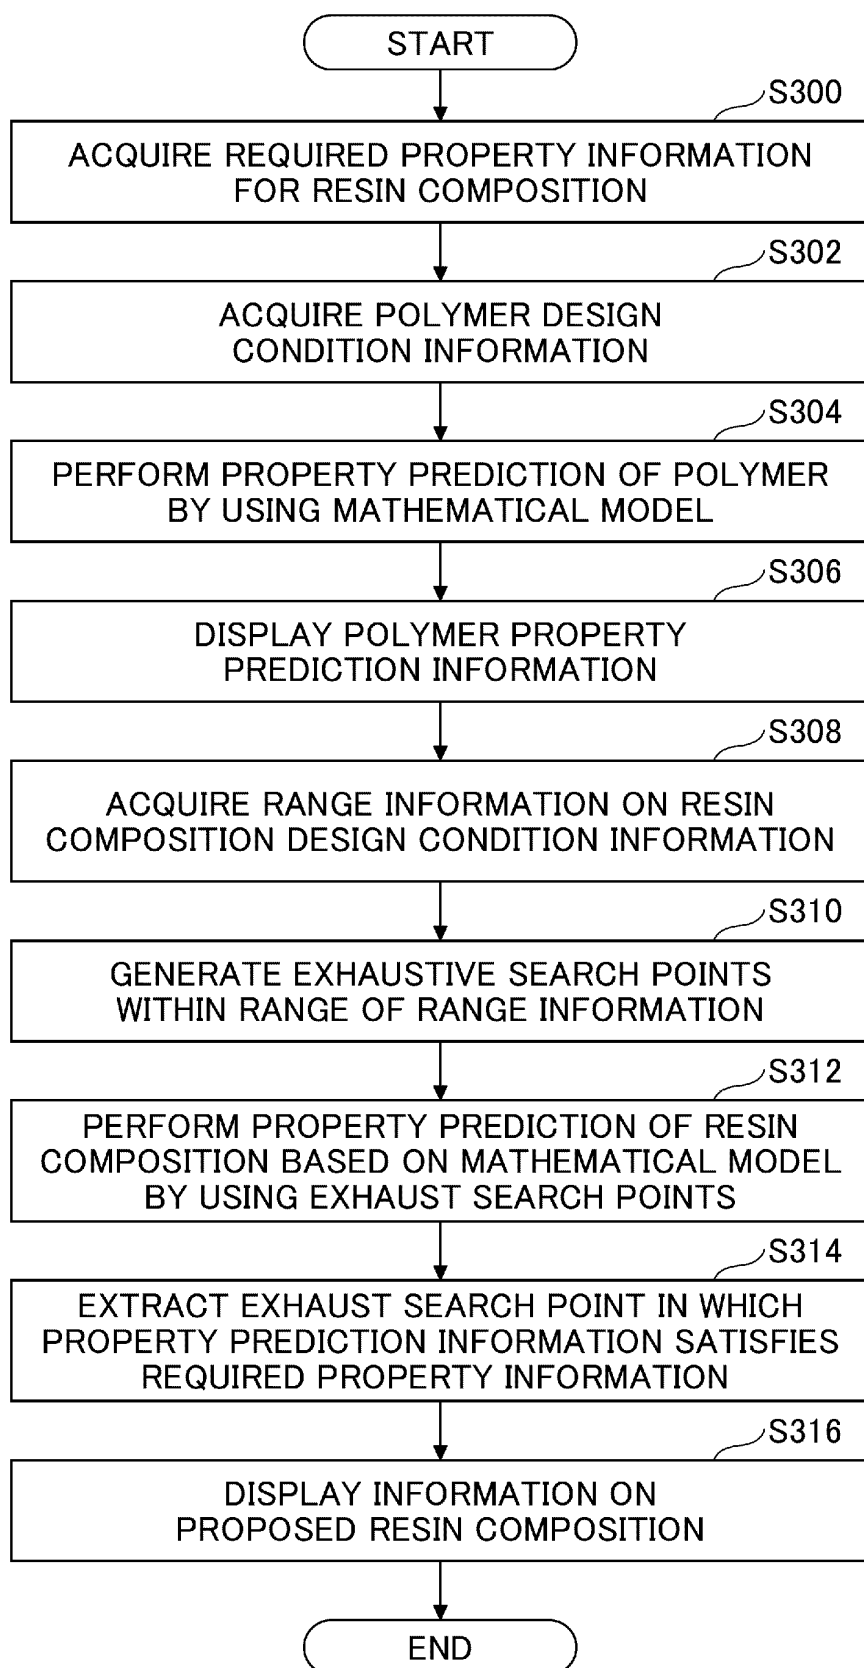 START
S300
ACQUIRE REQUIRED PROPERTY INFORMATION
FOR RESIN COMPOSITION
S302
ACQUIRE POLYMER DESIGN
CONDITION INFORMATION
S304
PERFORM PROPERTY PREDICTION OF POLYMER
BY USING MATHEMATICAL MODEL
S306
DISPLAY POLYMER PROPERTY
PREDICTION INFORMATION
S308
ACQUIRE RANGE INFORMATION ON RESIN
COMPOSITION DESIGN CONDITION INFORMATION
S310
GENERATE EXHAUSTIVE SEARCH POINTS
WITHIN RANGE OF RANGE INFORMATION
S312
PERFORM PROPERTY PREDICTION OF RESIN
COMPOSITION BASED ON MATHEMATICAL MODEL
BY USING EXHAUST SEARCH POINTS
S314
EXTRACT EXHAUST SEARCH POINT IN WHICH
PROPERTY PREDICTION INFORMATION SATISFIES
REQUIRED PROPERTY INFORMATION
S316
DISPLAY INFORMATION ON
PROPOSED RESIN COMPOSITION
END